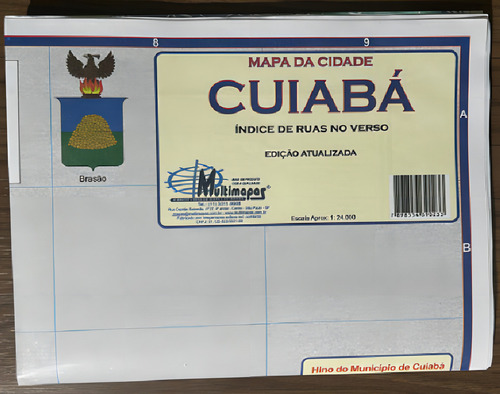 8
9
MAPA DA CIDADE
CUIABÁ
ÍNDICE DE RUAS NO VERSO
EDIÇÃO ATUALIZADA
Multimapas
Brasão
Escala Aprox: 1: 24.000
A
B
Hino do Município de Cuiabá